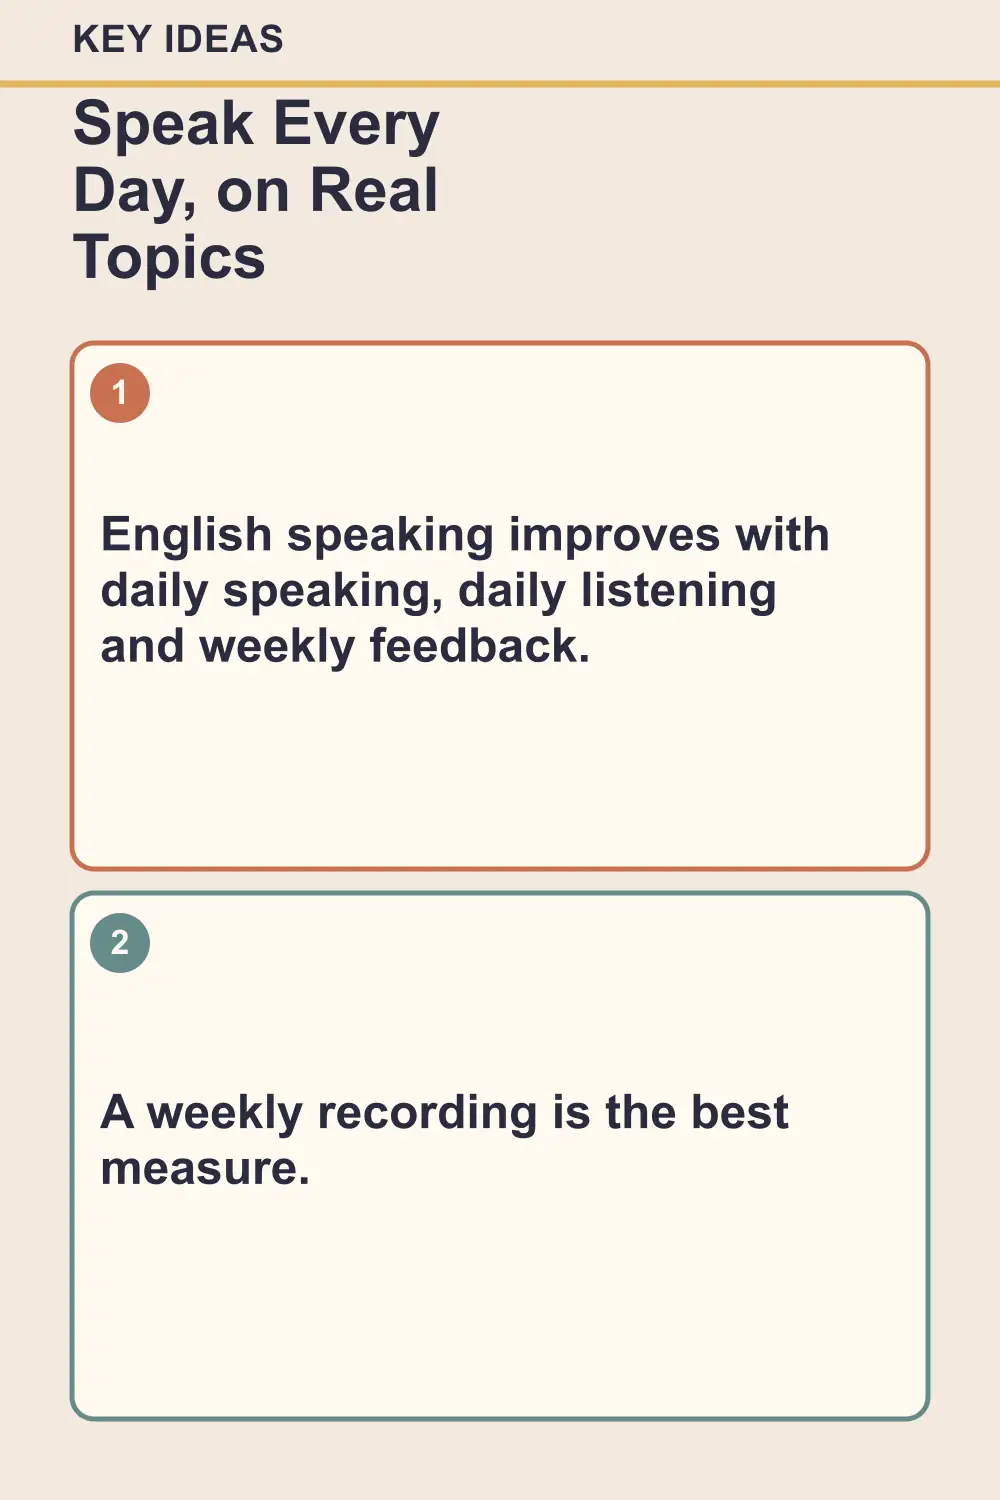 KEY IDEAS
Speak Every
Day, on Real
Topics
1
English speaking improves with
daily speaking, daily listening
and weekly feedback.
2
A weekly recording is the best
measure.